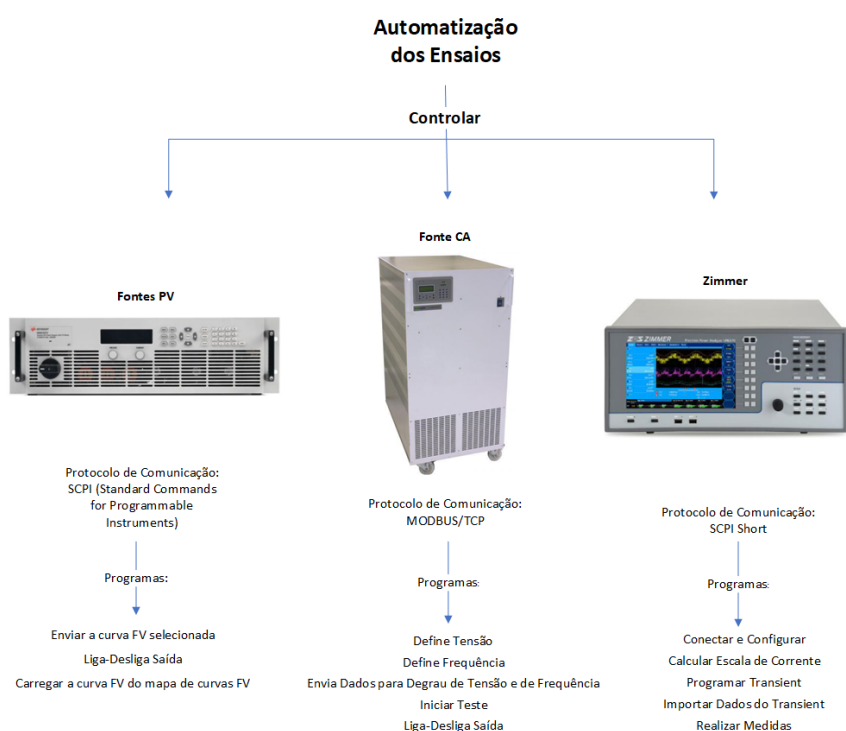 Automatização
dos Ensaios
Controlar
Fontes PV
Fonte CA
Zimmer
ZES ZIMMER
Protocolo de Comunicação:
SCPI (Standard Commands
for Programmable
Instruments)
Programas:
Enviar a curva FV selecionada
Liga-Desliga Saída
Carregar a curva FV do mapa de curvas FV
Protocolo de Comunicação:
MODBUS/TCP
Programas:
Define Tensão
Define Frequência
Envia Dados para Degrau de Tensão e de Frequência
Iniciar Teste
Liga-Desliga Saída
Protocolo de Comunicação:
SCPI Short
Programas:
Conectar e Configurar
Calcular Escala de Corrente
Programar Transient
Importar Dados do Transient
Realizar Medidas